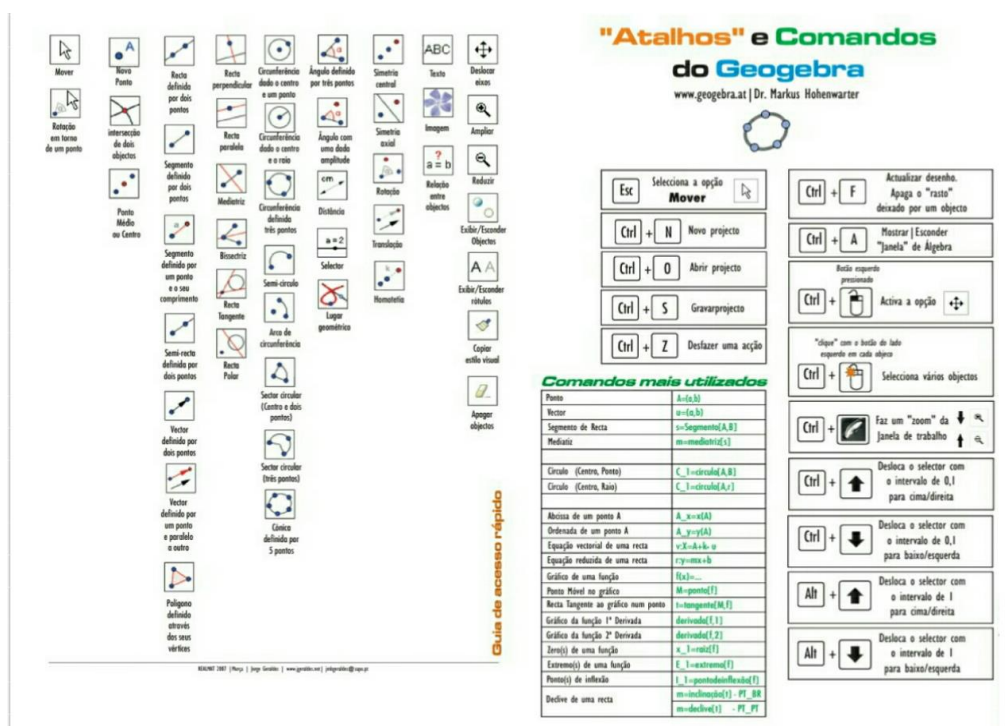 Mover
Rotação
em torno
de um ponto
Novo
Ponto
intersecção
de dois
objectos
Ponto
Médio
ou Centro
Recta
definida
por dois
pontos
Segmento
definida
por dois
pontos
Segmento
definido por
um ponto
e o seu
comprimento
Semi-recta
definida por
dois pontos
Vector
definido por
dois pontos
Vector
definido por
um ponto
e paralelo
a outro
Polígono
definido
através
dos seus
vértices
Recta
perpendicular
Recta
paralela
Mediatriz
Bissectriz
Recta
Tangente
Recta
Polar
Circunferência
dado o centro
e um ponto
Circunferência
dado o centro
e o raio
Circunferência
definida
três pontos
Semi-círculo
Arco de
circunferência
Sector circular
(Centro e dois
pontos)
Sector circular
(três pontos)
Cónica
definida por
5 pontos
α
Ângulo definido
por três pontos
α
Ângulo com
uma dada
amplitude
cm
Distância
a=2
Selector
Lugar
geométrico
Simetria
central
Simetria
axial
Rotação
Translação
Homotetia
ABC
Texto
Imagem
?
a = b
Relação
entre
objectos
Deslocar
eixos
Ampliar
Reduzir
Exibir/Esconder
Objectos
A A
Exibir/Esconder
rótulos
Copiar
estilo visual
Apagar
objectos
Guia de acesso rápido
REALMAT 2007 | Março | Jorge Geraldes | www.jgeraldes.net |
"Atalhos" e Comandos
do Geogebra
www.geogebra.at | Dr. Markus Hohenwarter
Esc Selecciona a opção
Mover
Ctrl + N Novo projecto
Ctrl + O Abrir projecto
Ctrl + S Gravarprojecto
Ctrl + Z Desfazer uma acção
Comandos mais utilizados
Ponto A=(a,b)
Vector u=(a,b)
Segmento de Recta s=Segmento[A,B]
Mediatiz m=mediatriz[s]
Circulo (Centro, Ponto) C_1=circulo[A,B]
Circulo (Centro, Raio) C_1=circulo[A,r]
Abcissa de um ponto A A_x=x(A)
Ordenada de um ponto A A_y=y(A)
Equação vectorial de uma recta v:X=A+k· u
Equação reduzida de uma recta r:y=mx+b
Gráfico de uma função f(x)=...
Ponto Móvel no gráfico M=ponto[f]
Recta Tangente ao gráfico num ponto t=tangente[M,f]
Gráfico da função 1ª Derivada derivada[f,1]
Gráfico da função 2ª Derivada derivada[f,2]
Zero(s) de uma função x_1=raiz[f]
Extremo(s) de uma função E_1=extremo[f]
Ponto(s) de inflexão I_1=pontodeinflexão[f]
Declive de uma recta m=inclinação[t] - PT_BR
m=declive[t] - PT_PT
Ctrl + F Actualizar desenho.
Apaga o "rasto"
deixado por um objecto
Ctrl + A Mostrar | Esconder
"Janela" de Álgebra
Botão esquerdo
pressionado
Ctrl + Activa a opção
"clique" com o botão do lado
esquerdo em cada objeco
Ctrl + Selecciona vários objectos
Ctrl + Faz um "zoom" da
Janela de trabalho
Ctrl + Desloca o selector com
o intervalo de 0,1
para cima/direita
Ctrl + Desloca o selector com
o intervalo de 0,1
para baixo/esquerda
Alt + Desloca o selector com
o intervalo de 1
para cima/direita
Alt + Desloca o selector com
o intervalo de 1
para baixo/esquerda